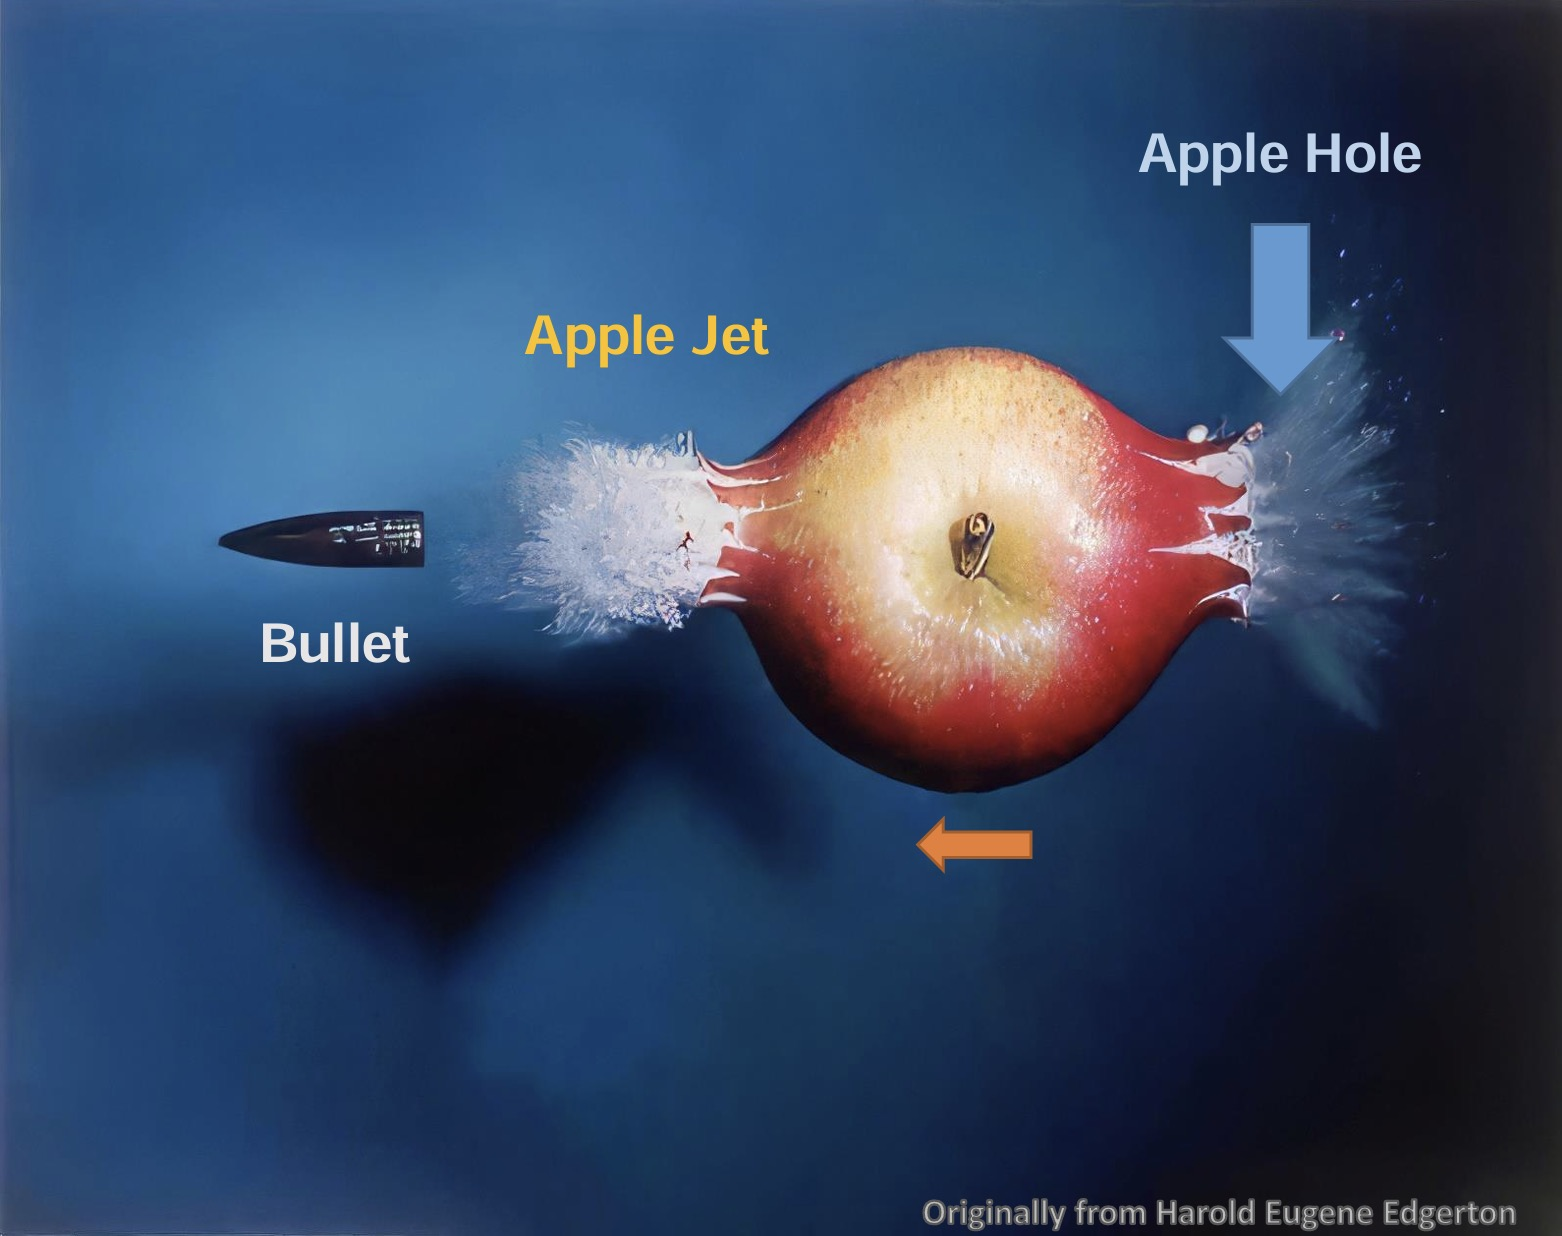 Apple Hole
Apple Jet
Bullet
Originally from Harold Eugene Edgerton